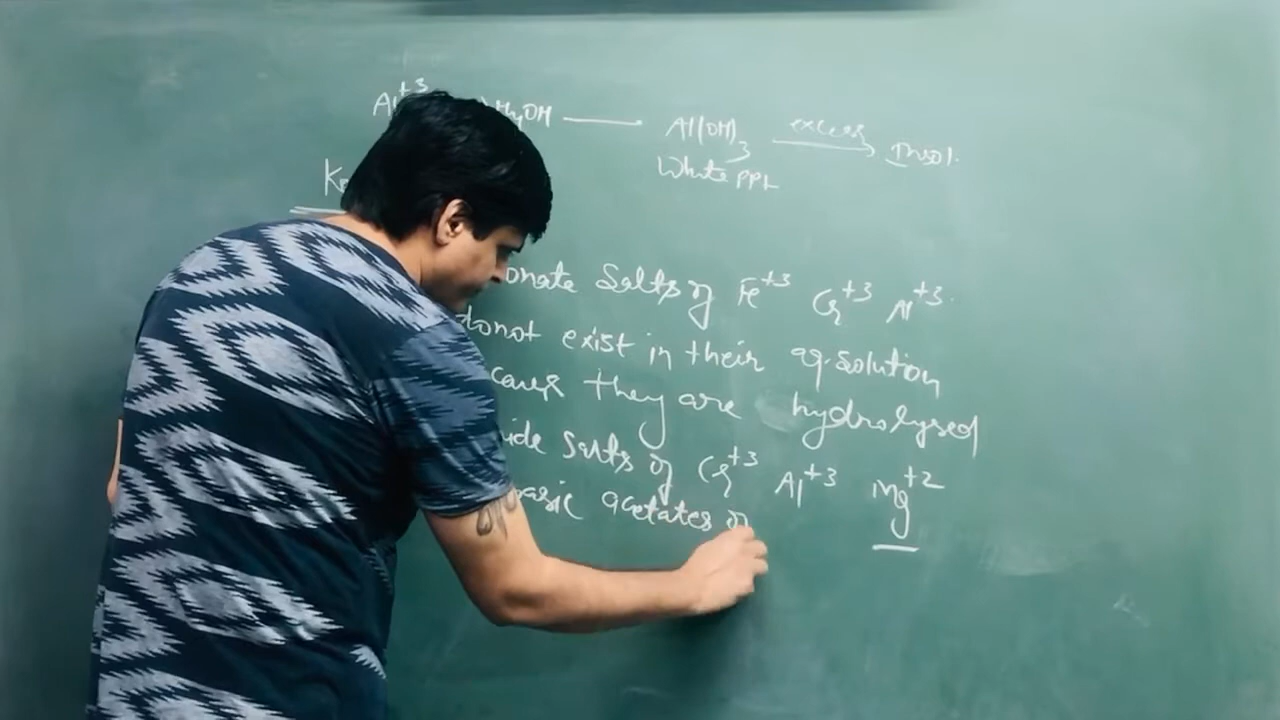 Al+3 H4OH —— Al(OH)3 excess Insol.
White ppt
onate Salts of Fe+3 Cr+3 Al+3.
donot exist in their aq. solution
cause they are hydrolysed
ide Salts of Cr+3 Al+3 Mg+2
basic acetates of